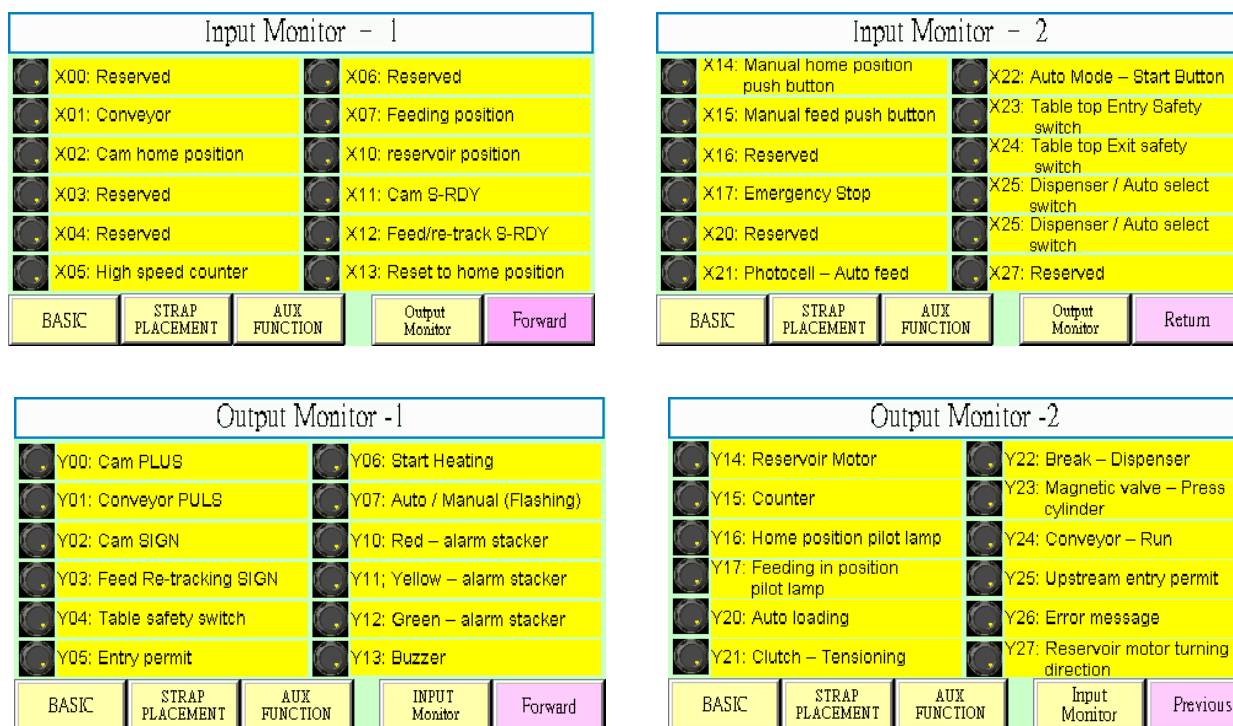 Input Monitor – 1
X00: Reserved
X01: Conveyor
X02: Cam home position
X03: Reserved
X04: Reserved
X05: High speed counter
X06: Reserved
X07: Feeding position
X10: reservoir position
X11: Cam S-RDY
X12: Feed/re-track S-RDY
X13: Reset to home position
BASIC
STRAP
PLACEMENT
AUX
FUNCTION
Output
Monitor
Forward
Input Monitor – 2
X14: Manual home position
push button
X15: Manual feed push button
X16: Reserved
X17: Emergency Stop
X20: Reserved
X21: Photocell – Auto feed
X22: Auto Mode – Start Button
X23: Table top Entry Safety
switch
X24: Table top Exit safety
switch
X25: Dispenser / Auto select
switch
X25: Dispenser / Auto select
switch
X27: Reserved
BASIC
STRAP
PLACEMENT
AUX
FUNCTION
Output
Monitor
Return
Output Monitor -1
Y00: Cam PLUS
Y01: Conveyor PULS
Y02: Cam SIGN
Y03: Feed Re-tracking SIGN
Y04: Table safety switch
Y05: Entry permit
Y06: Start Heating
Y07: Auto / Manual (Flashing)
Y10: Red – alarm stacker
Y11; Yellow – alarm stacker
Y12: Green – alarm stacker
Y13: Buzzer
BASIC
STRAP
PLACEMENT
AUX
FUNCTION
INPUT
Monitor
Forward
Output Monitor -2
Y14: Reservoir Motor
Y15: Counter
Y16: Home position pilot lamp
Y17: Feeding in position
pilot lamp
Y20: Auto loading
Y21: Clutch – Tensioning
Y22: Break – Dispenser
Y23: Magnetic valve – Press
cylinder
Y24: Conveyor – Run
Y25: Upstream entry permit
Y26: Error message
Y27: Reservoir motor turning
direction
BASIC
STRAP
PLACEMENT
AUX
FUNCTION
Input
Monitor
Previous